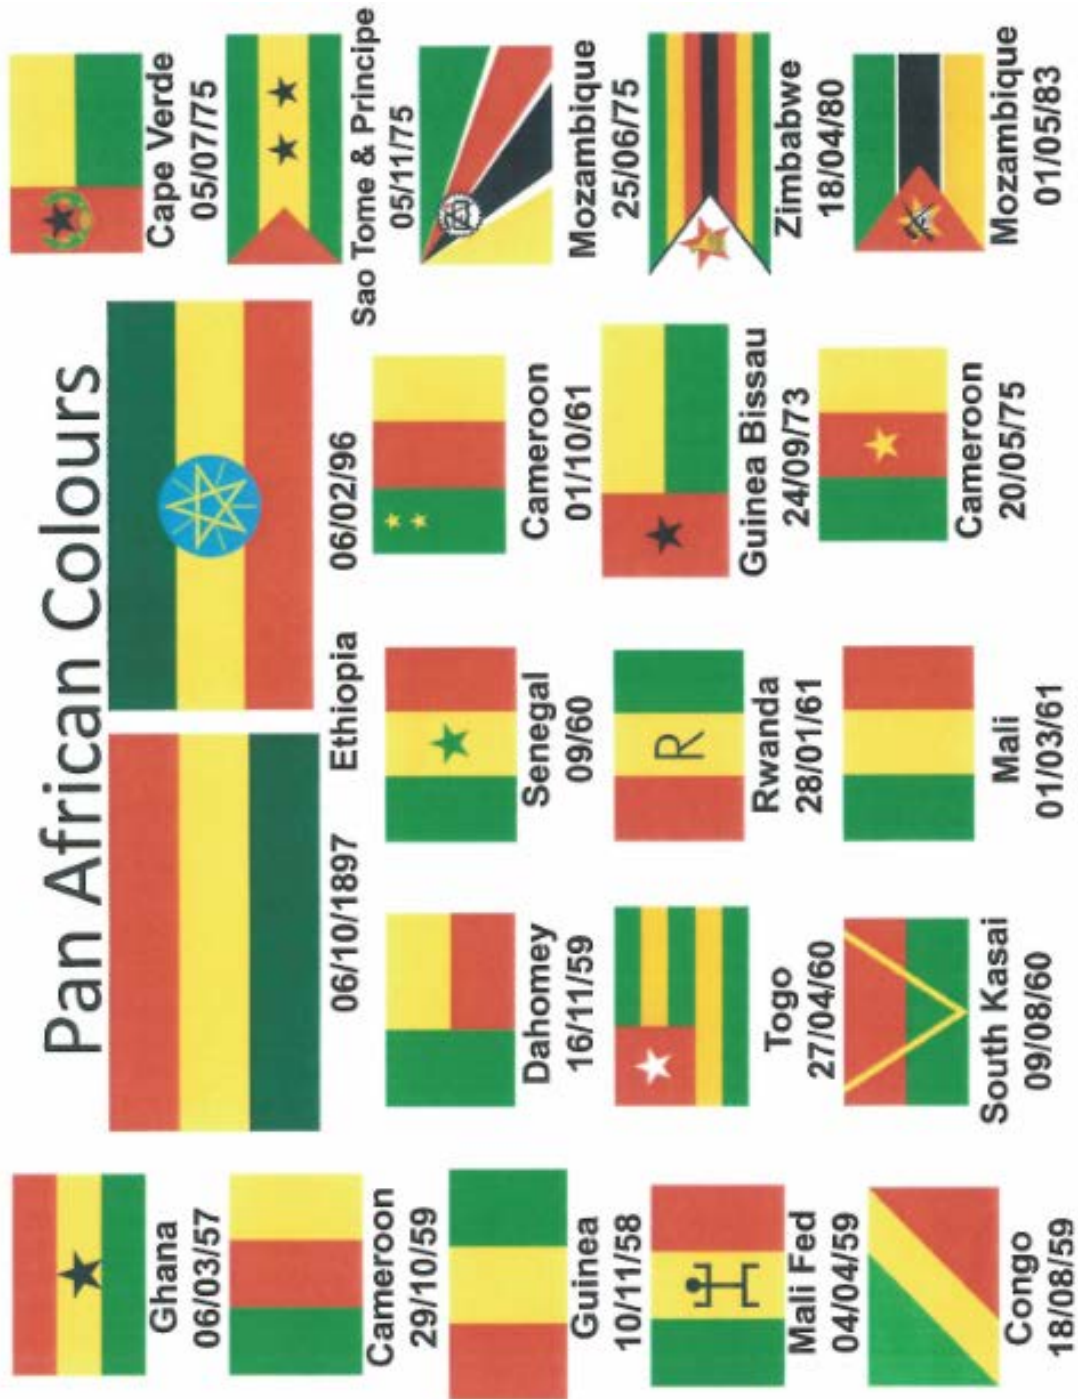 Pan African Colours
06/10/1897 Ethiopia 06/02/96
Ghana
06/03/57
Cameroon
29/10/59
Guinea
10/11/58
Mali Fed
04/04/59
Congo
18/08/59
Dahomey
16/11/59
Togo
27/04/60
South Kasai
09/08/60
Senegal
09/60
R
Rwanda
28/01/61
Mali
01/03/61
Cameroon
01/10/61
Guinea Bissau
24/09/73
Cameroon
20/05/75
Cape Verde
05/07/75
Sao Tome & Principe
05/11/75
Mozambique
25/06/75
Zimbabwe
18/04/80
Mozambique
01/05/83